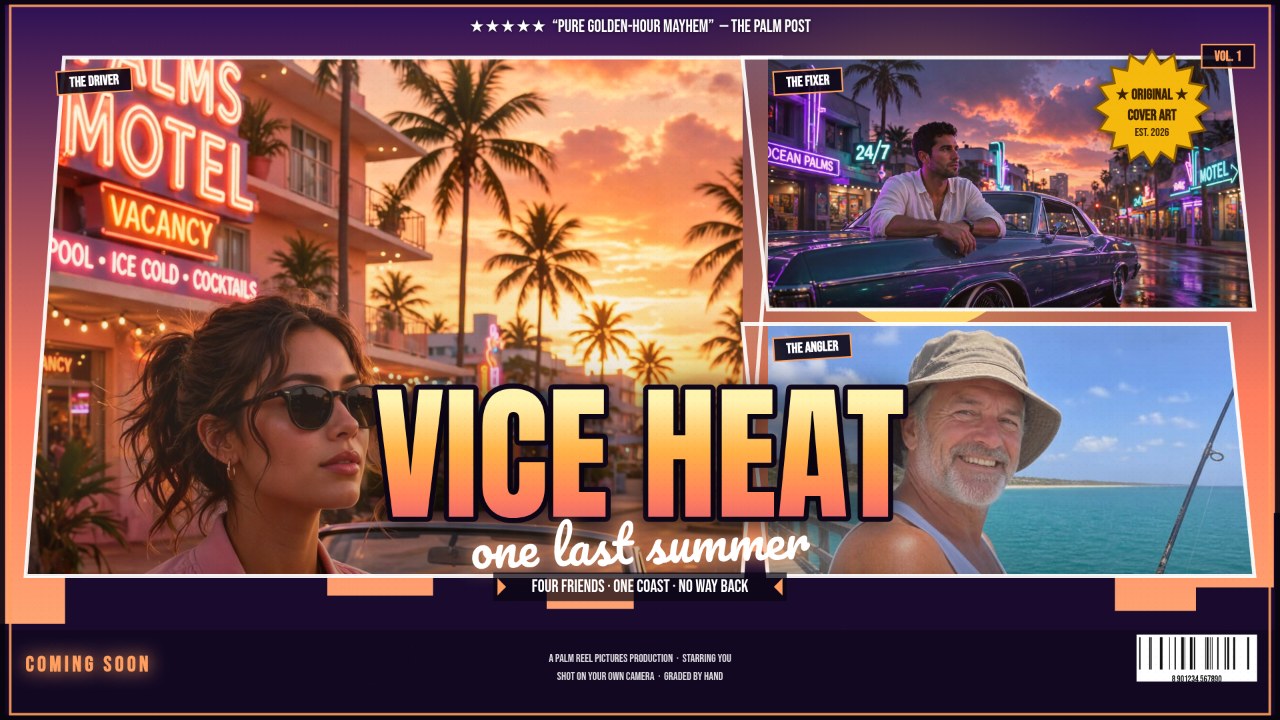 ★★★★★ “PURE GOLDEN-HOUR MAYHEM” — THE PALM POST
VOL. 1
THE DRIVER
PALMS
MOTEL
VACANCY
POOL • ICE COLD • COCKTAILS
THE FIXER
OCEAN PALMS
24/7
MOTEL
★ ORIGINAL ★
COVER ART
EST. 2026
THE ANGLER
VICE HEAT
one last summer
FOUR FRIENDS · ONE COAST · NO WAY BACK
COMING SOON
A PALM REEL PICTURES PRODUCTION · STARRING YOU
SHOT ON YOUR OWN CAMERA · GRADED BY HAND
8 901234 567890